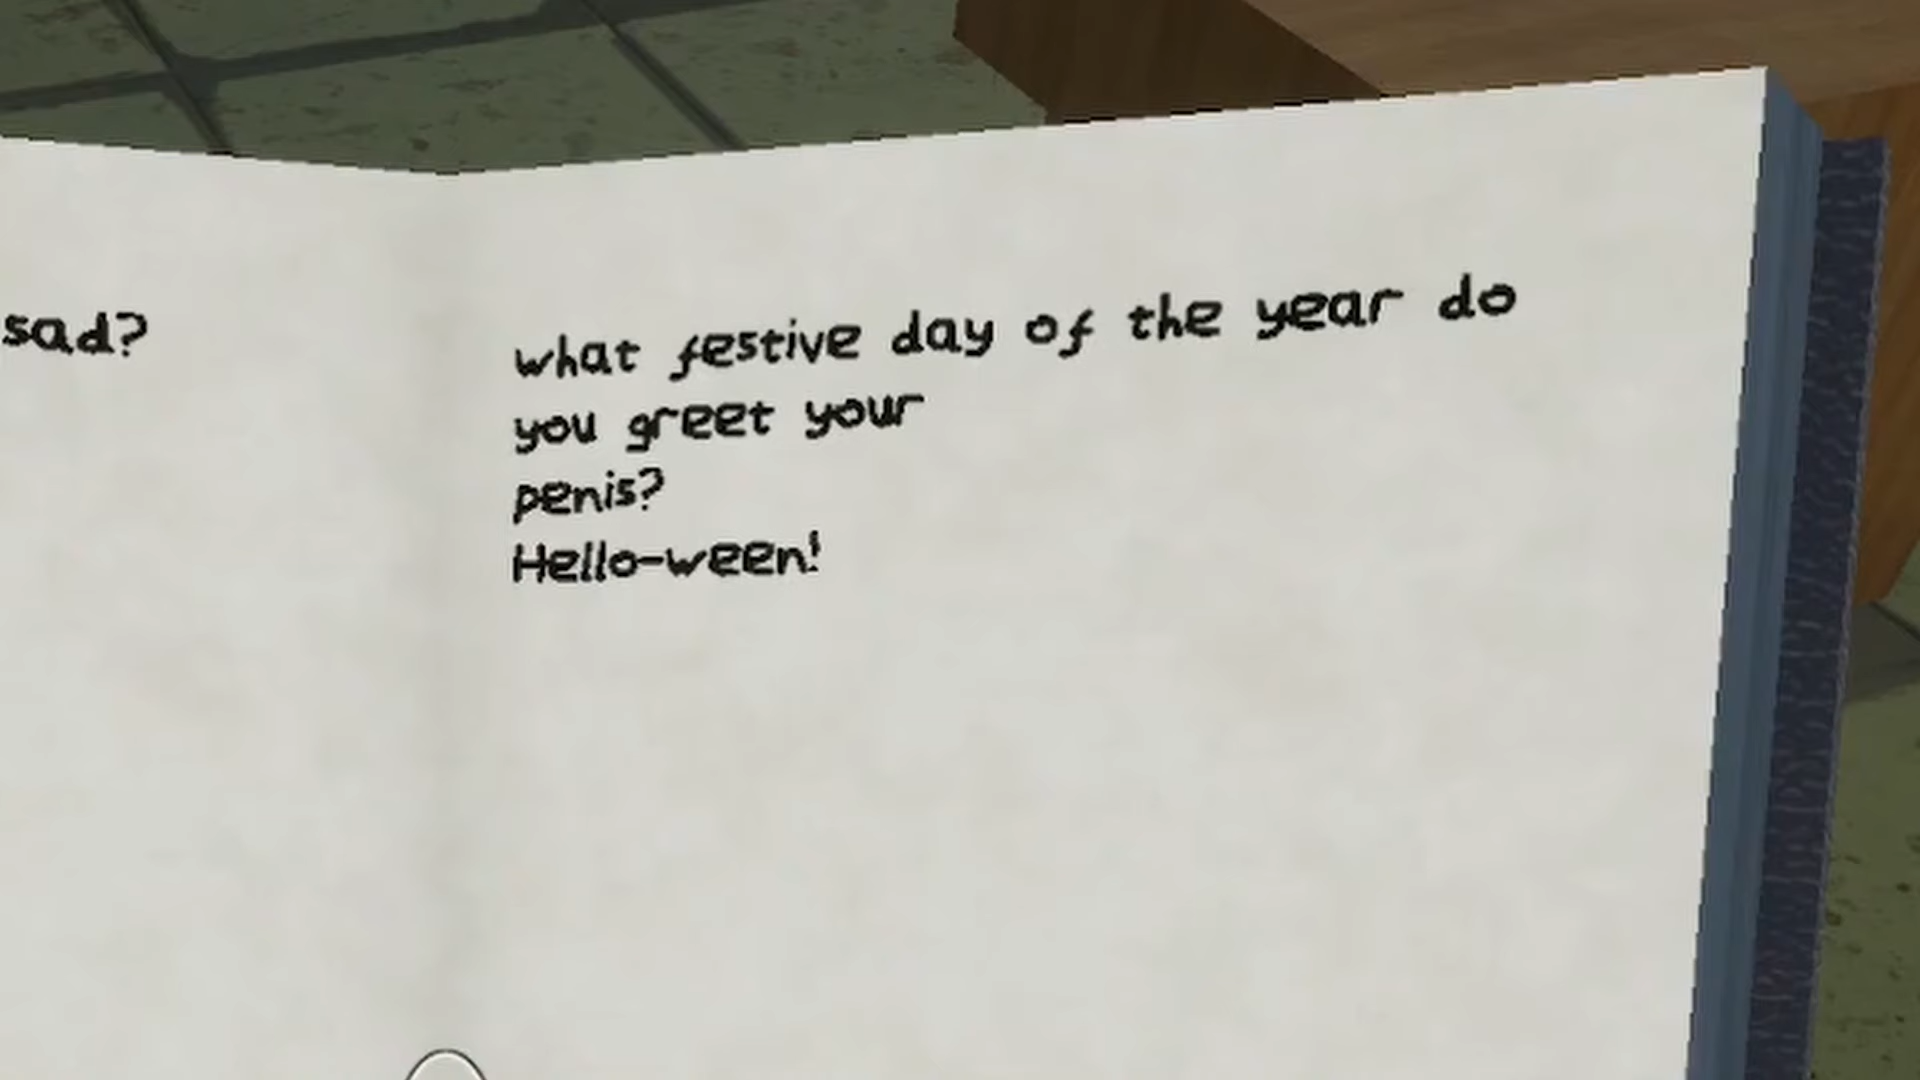 sad?
what festive day of the year do
you greet your
penis?
Hello-ween!